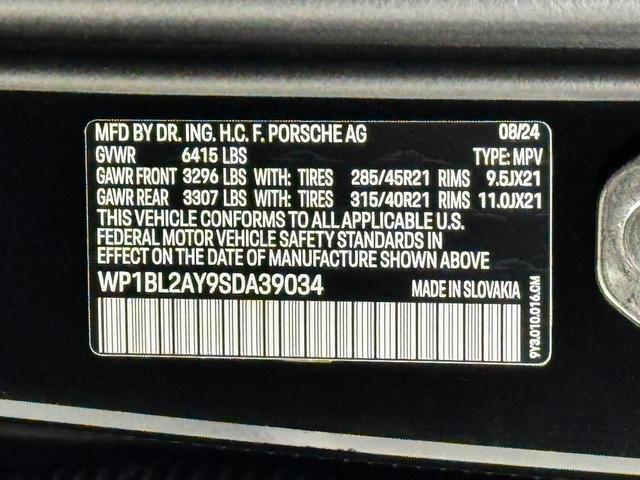 MFD BY DR. ING. H.C. F. PORSCHE AG 08/24
GVWR 6415 LBS TYPE: MPV
GAWR FRONT 3296 LBS WITH: TIRES 285/45R21 RIMS 9.5JX21
GAWR REAR 3307 LBS WITH: TIRES 315/40R21 RIMS 11.0JX21
THIS VEHICLE CONFORMS TO ALL APPLICABLE U.S.
FEDERAL MOTOR VEHICLE SAFETY STANDARDS IN
EFFECT ON THE DATE OF MANUFACTURE SHOWN ABOVE
WP1BL2AY9SDA39034 MADE IN SLOVAKIA
9Y3.010.016.CM